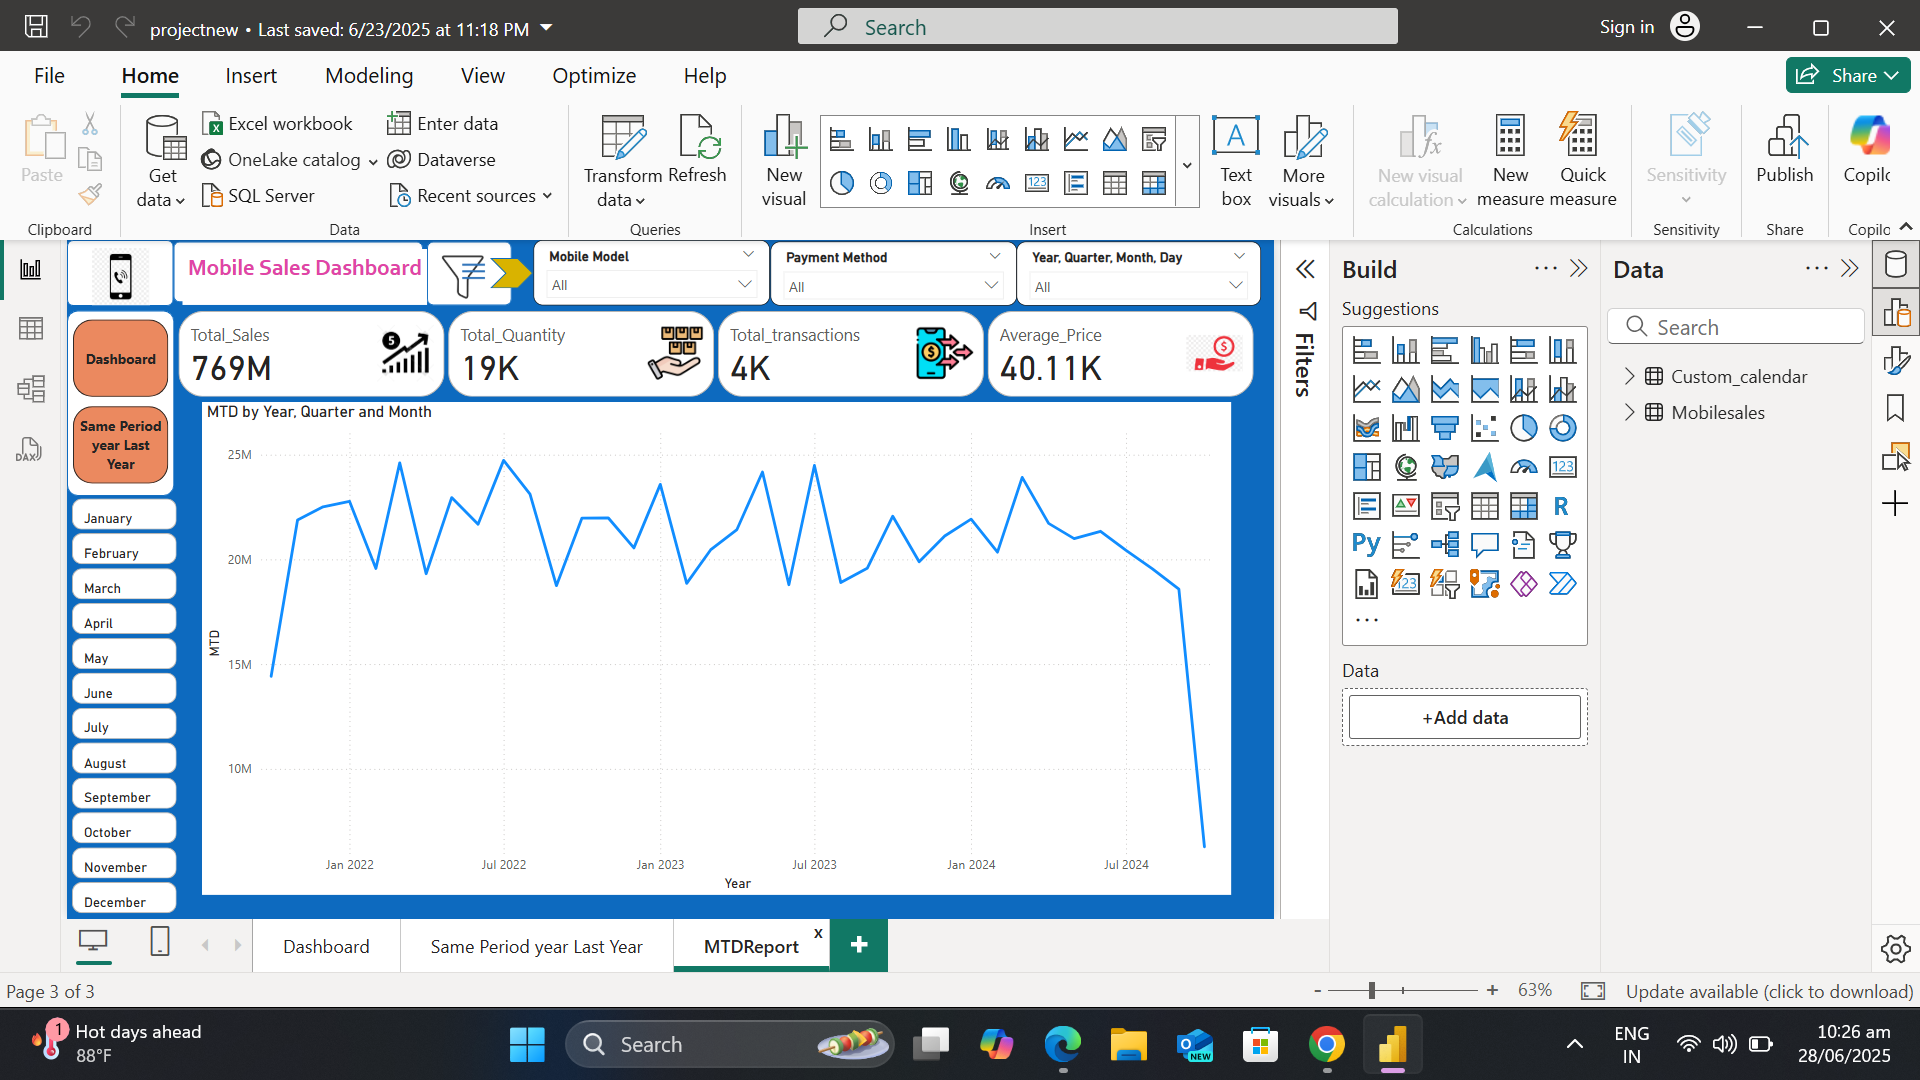 projectnew • Last saved: 6/23/2025 at 11:18 PM
Search
Sign in
File
Home
Insert
Modeling
View
Optimize
Help
Share
Paste
Clipboard
Get data
Excel workbook
OneLake catalog
SQL Server
Enter data
Dataverse
Recent sources
Data
Transform data
Refresh
Queries
New visual
123
A
Text box
More visuals
Insert
New visual calculation
New measure
Quick measure
Calculations
Sensitivity
Sensitivity
Publish
Share
Copilc
Copilc
DAX
Mobile Sales Dashboard
Mobile Model
All
Payment Method
All
Year, Quarter, Month, Day
All
Dashboard
Same Period
year Last
Year
Total_Sales
769M
Total_Quantity
19K
Total_transactions
4K
Average_Price
40.11K
January
February
March
April
May
June
July
August
September
October
November
December
MTD by Year, Quarter and Month
MTD
25M
20M
15M
10M
Jan 2022
Jul 2022
Jan 2023
Jul 2023
Jan 2024
Jul 2024
Year
Filters
Build
Suggestions
123
R
Py
123
Data
+Add data
Data
Search
Custom_calendar
Mobilesales
Dashboard
Same Period year Last Year
MTDReport
x
Page 3 of 3
63%
Update available (click to download)
1
Hot days ahead
88°F
Search
NEW
ENG
IN
10:26 am
28/06/2025